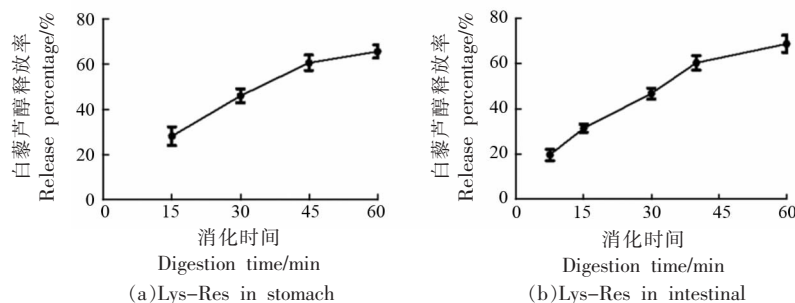 白藜芦醇释放率
Release percentage/%
80
60
40
20
0
0
15
30
45
60
消化时间
Digestion time/min
(a)Lys-Res in stomach
白藜芦醇释放率
Release percentage/%
80
60
40
20
0
0
15
30
45
60
消化时间
Digestion time/min
(b)Lys-Res in intestinal